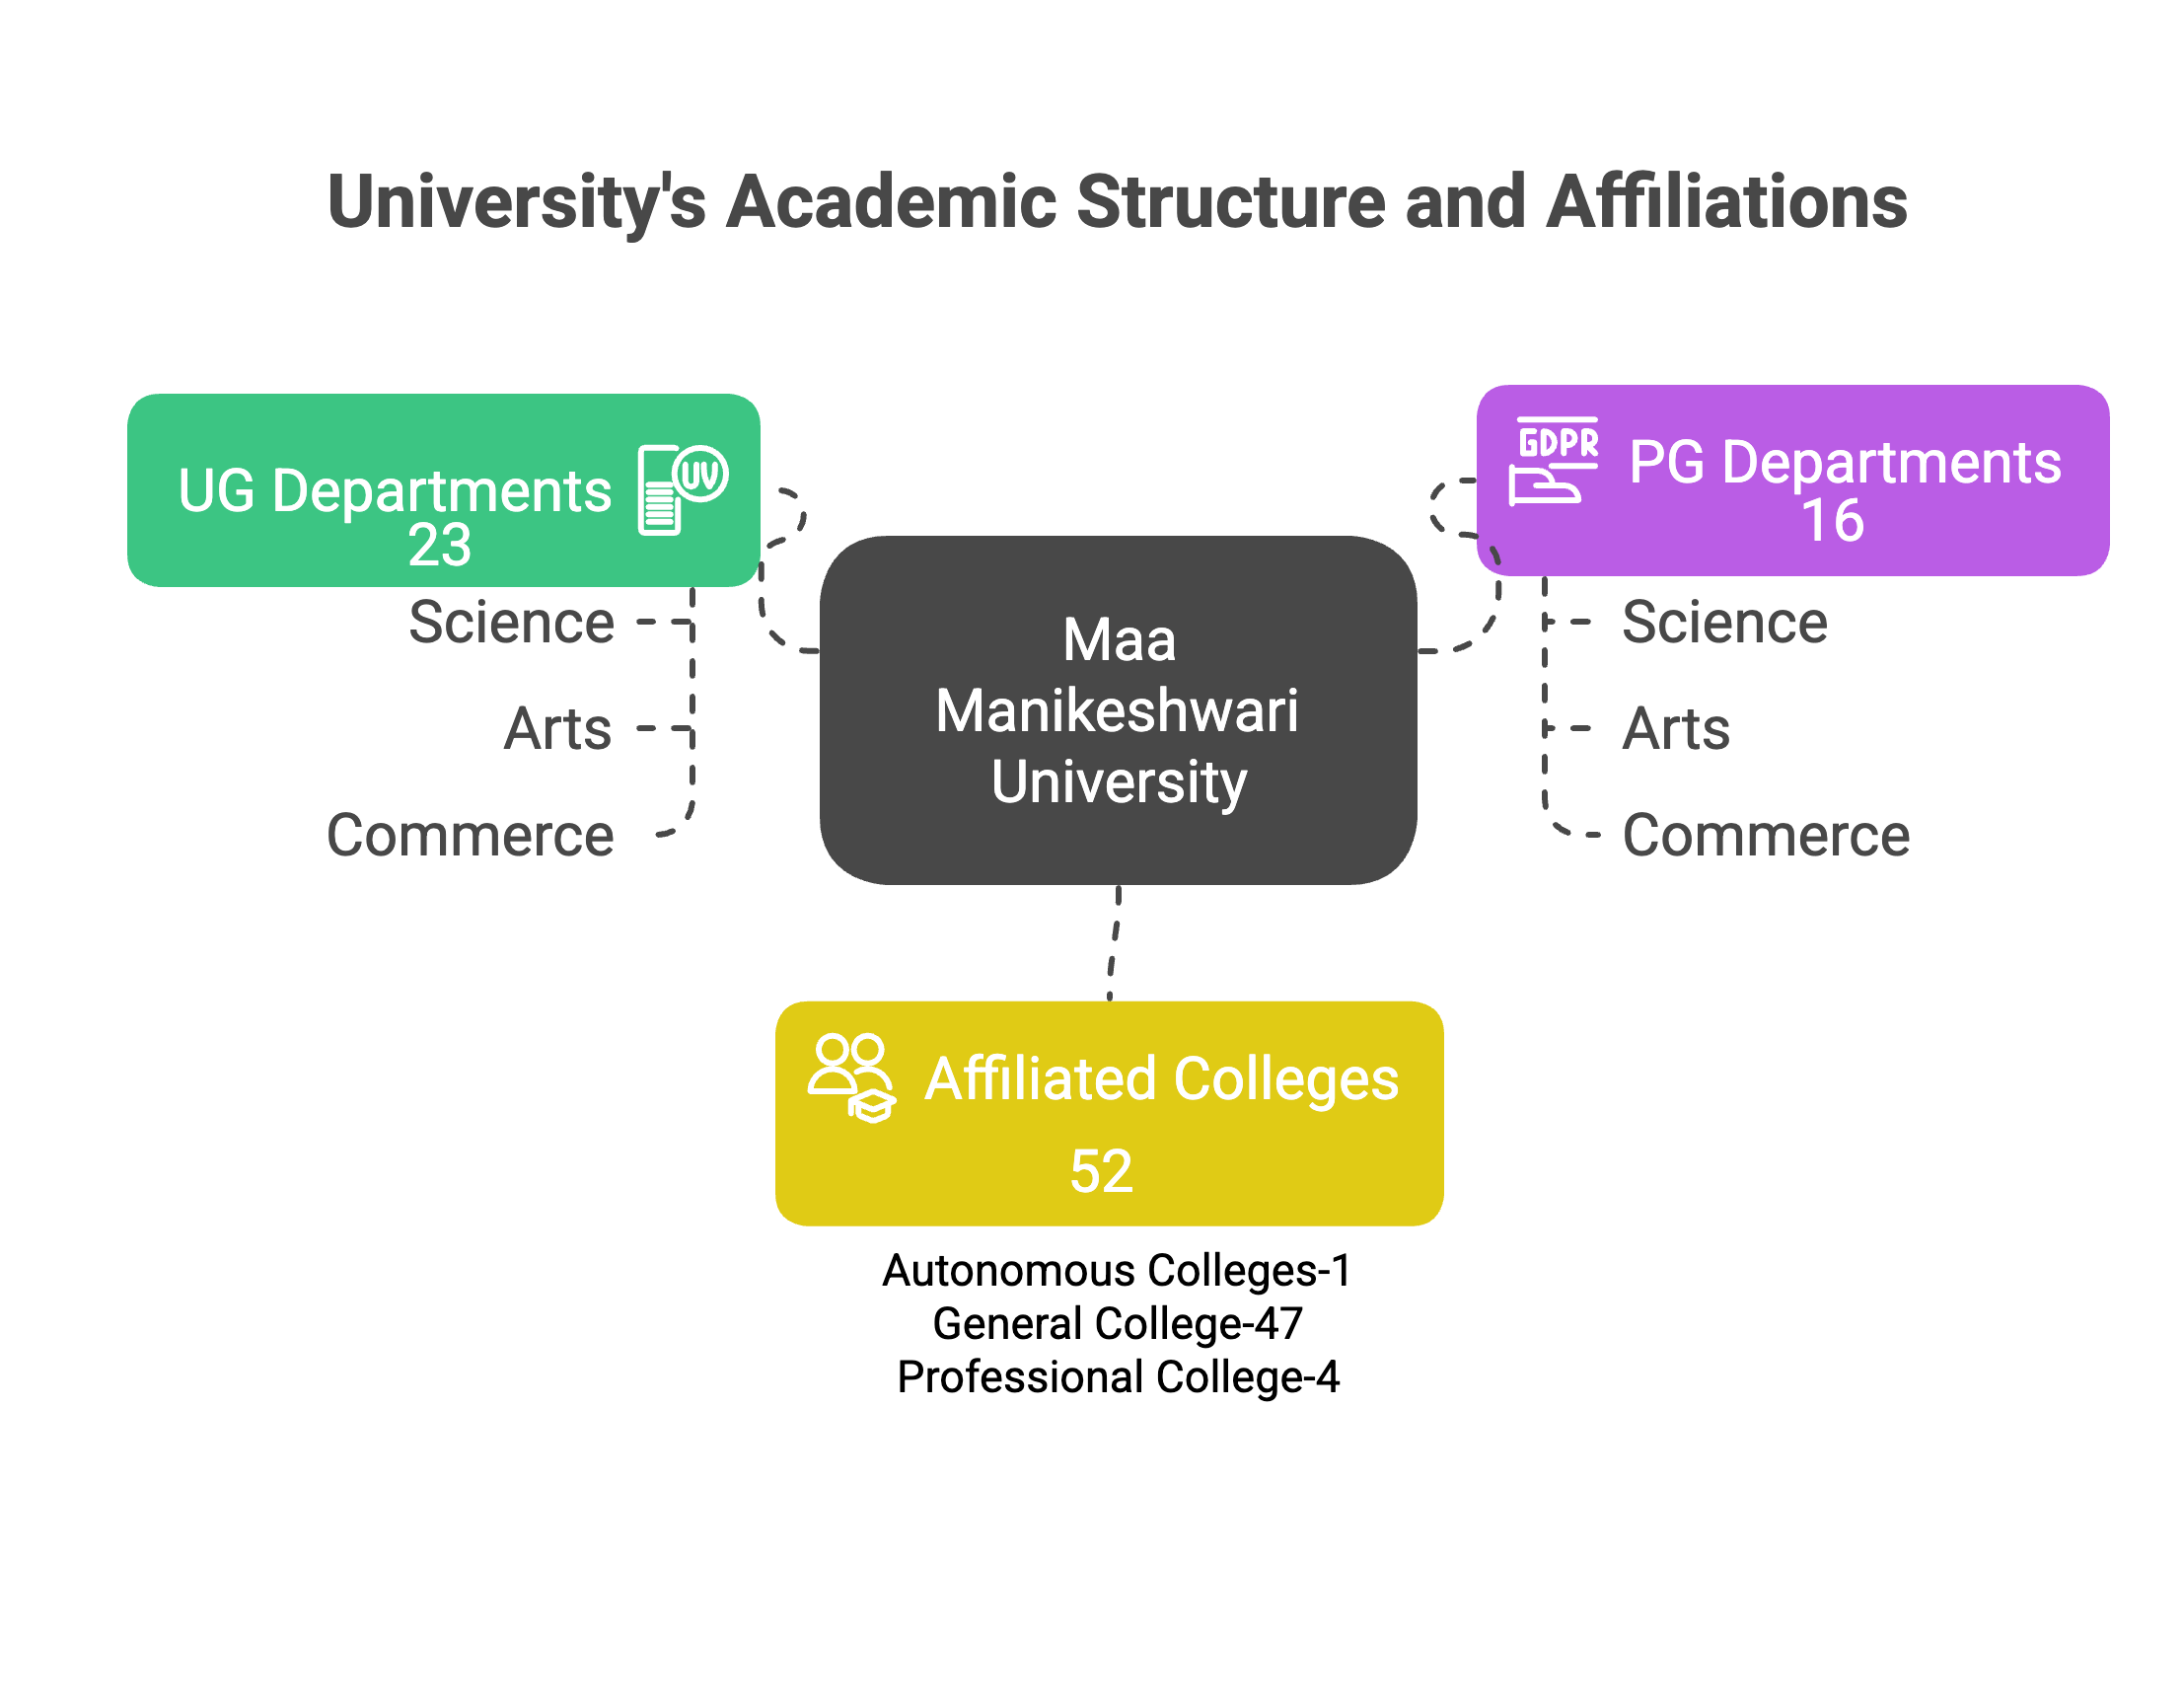 University's Academic Structure and Affiliations
UG Departments
23
UV
Science
Arts
Commerce
Maa
Manikeshwari
University
GDPR
PG Departments
16
Science
Arts
Commerce
Affiliated Colleges
52
Autonomous Colleges-1
General College-47
Professional College-4